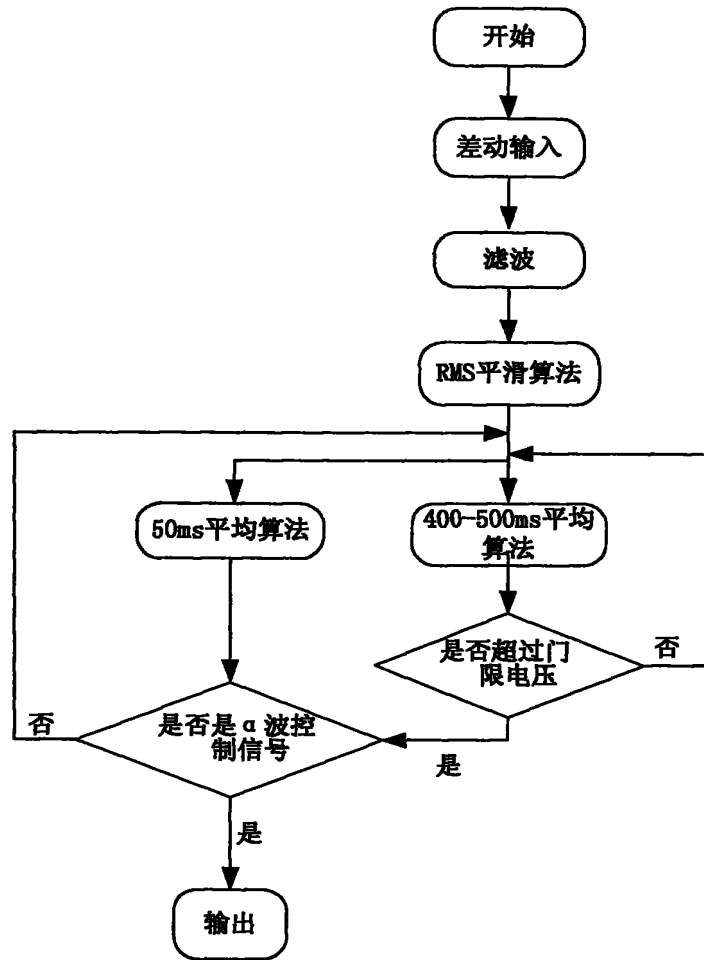 开始
差动输入
滤波
RMS平滑算法
50ms平均算法
400-500ms平均
算法
是否超过门
限电压
否
是否是α波控
制信号
否
是
是
输出